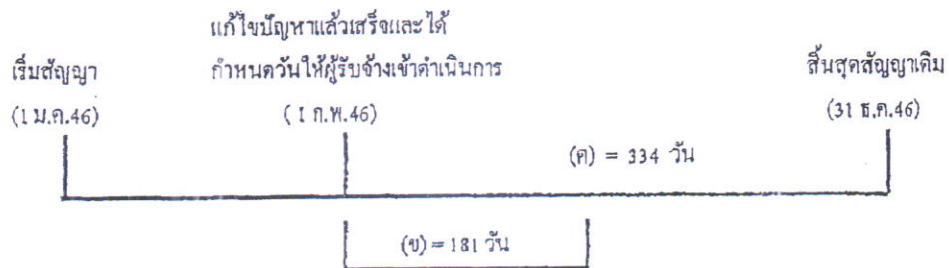 แก้ไขปัญหาแล้วเสร็จและได้
เริ่มสัญญา กำหนดวันให้ผู้รับจ้างเข้าดำเนินการ สิ้นสุดสัญญาเดิม
(1 ม.ค.46) (1 ก.พ.46) (31 ธ.ค.46)
(ค) = 334 วัน
(ข) = 181 วัน